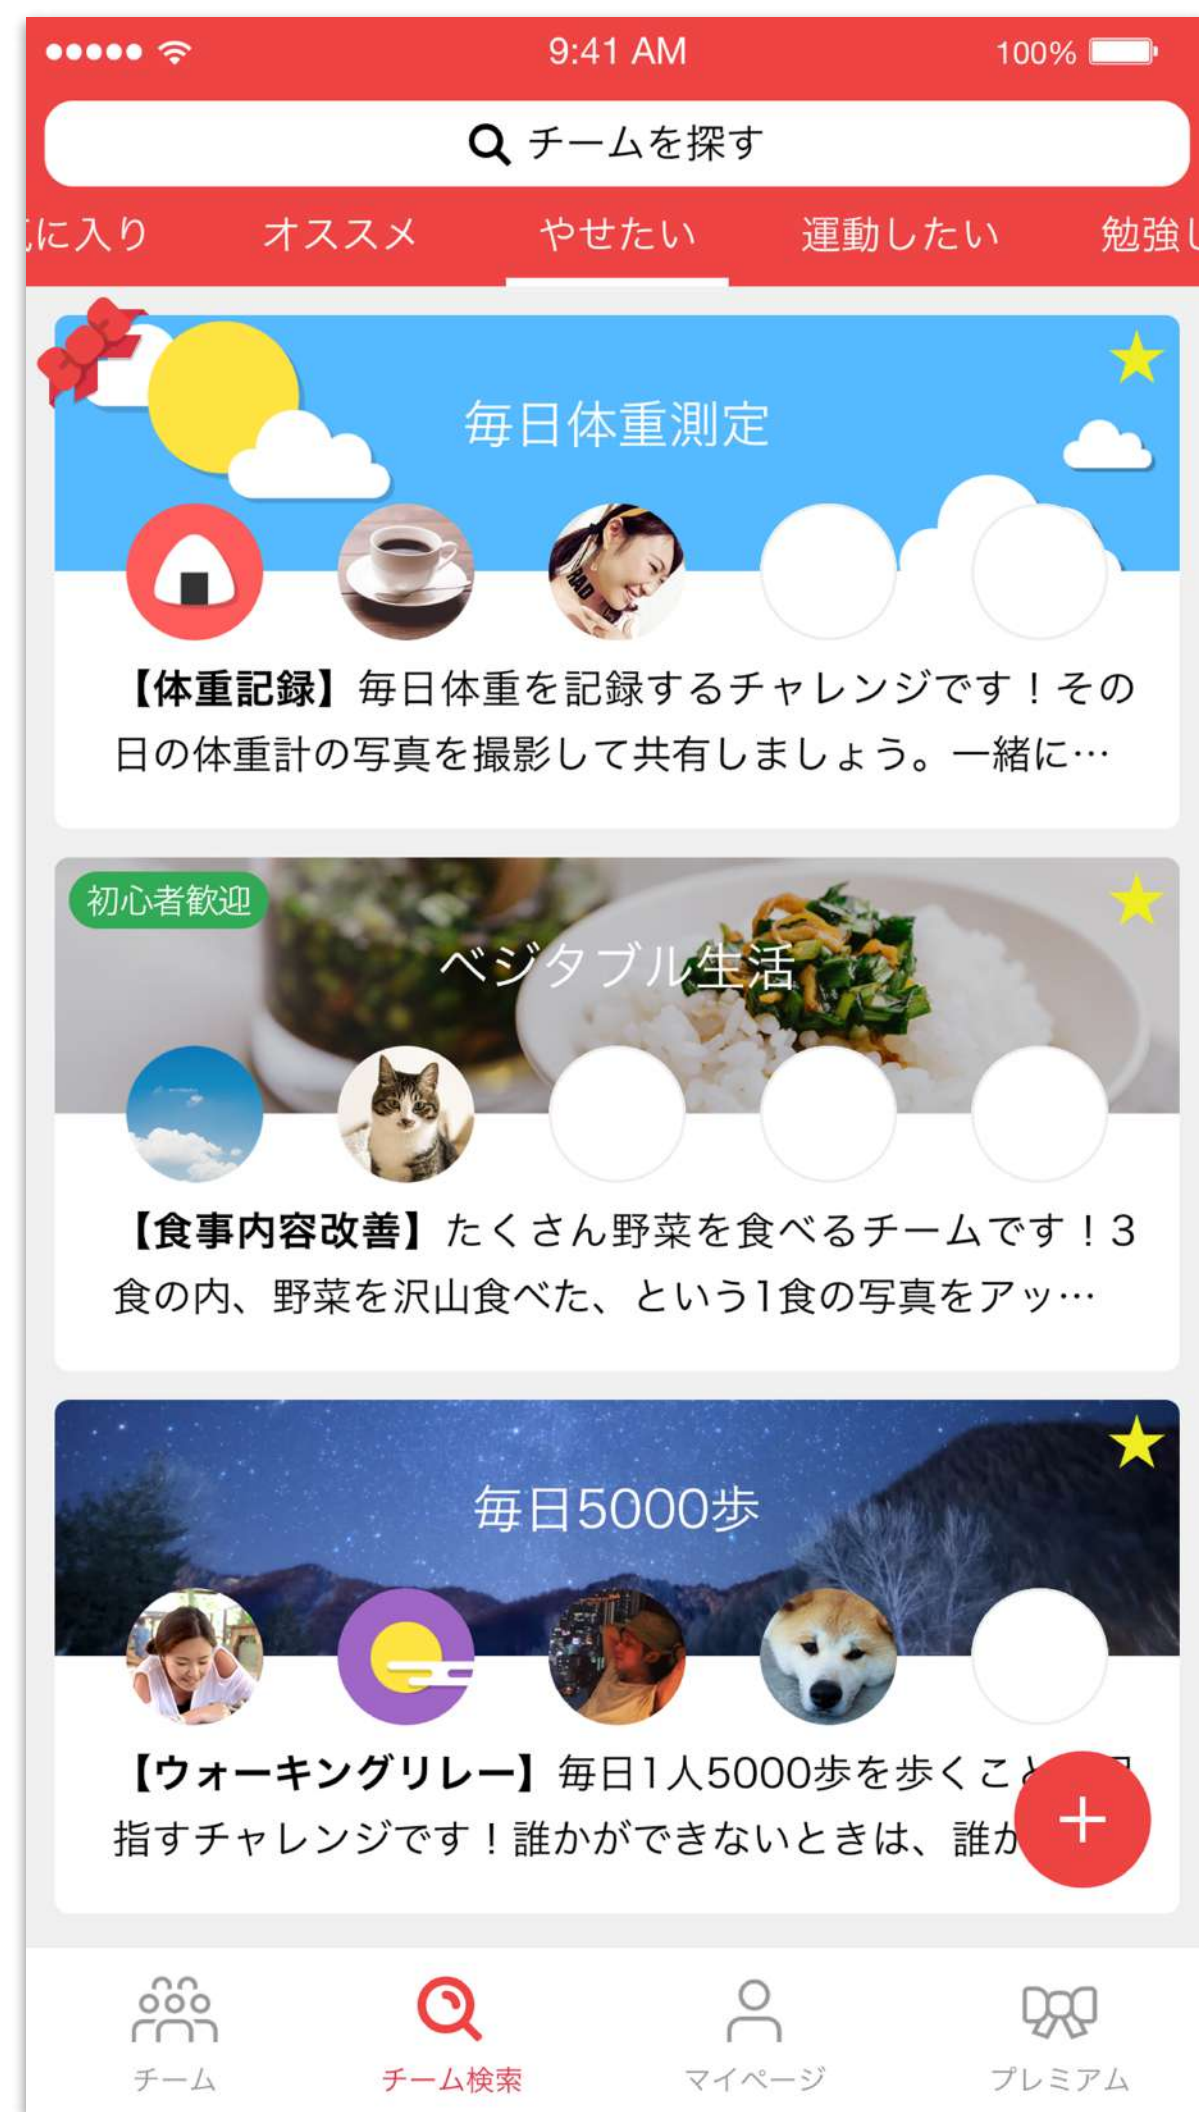 9:41 AM 100%
チームを探す
に入り オススメ やせたい 運動したい 勉強し
毎日体重測定
【体重記録】毎日体重を記録するチャレンジです！その
日の体重計の写真を撮影して共有しましょう。一緒に…
初心者歓迎
ベジタブル生活
【食事内容改善】たくさん野菜を食べるチームです！3
食の内、野菜を沢山食べた、という1食の写真をアッ…
毎日5000歩
【ウォーキングリレー】毎日1人5000歩を歩くこと
指すチャレンジです！誰かができないときは、誰か
チーム チーム検索 マイページ プレミアム